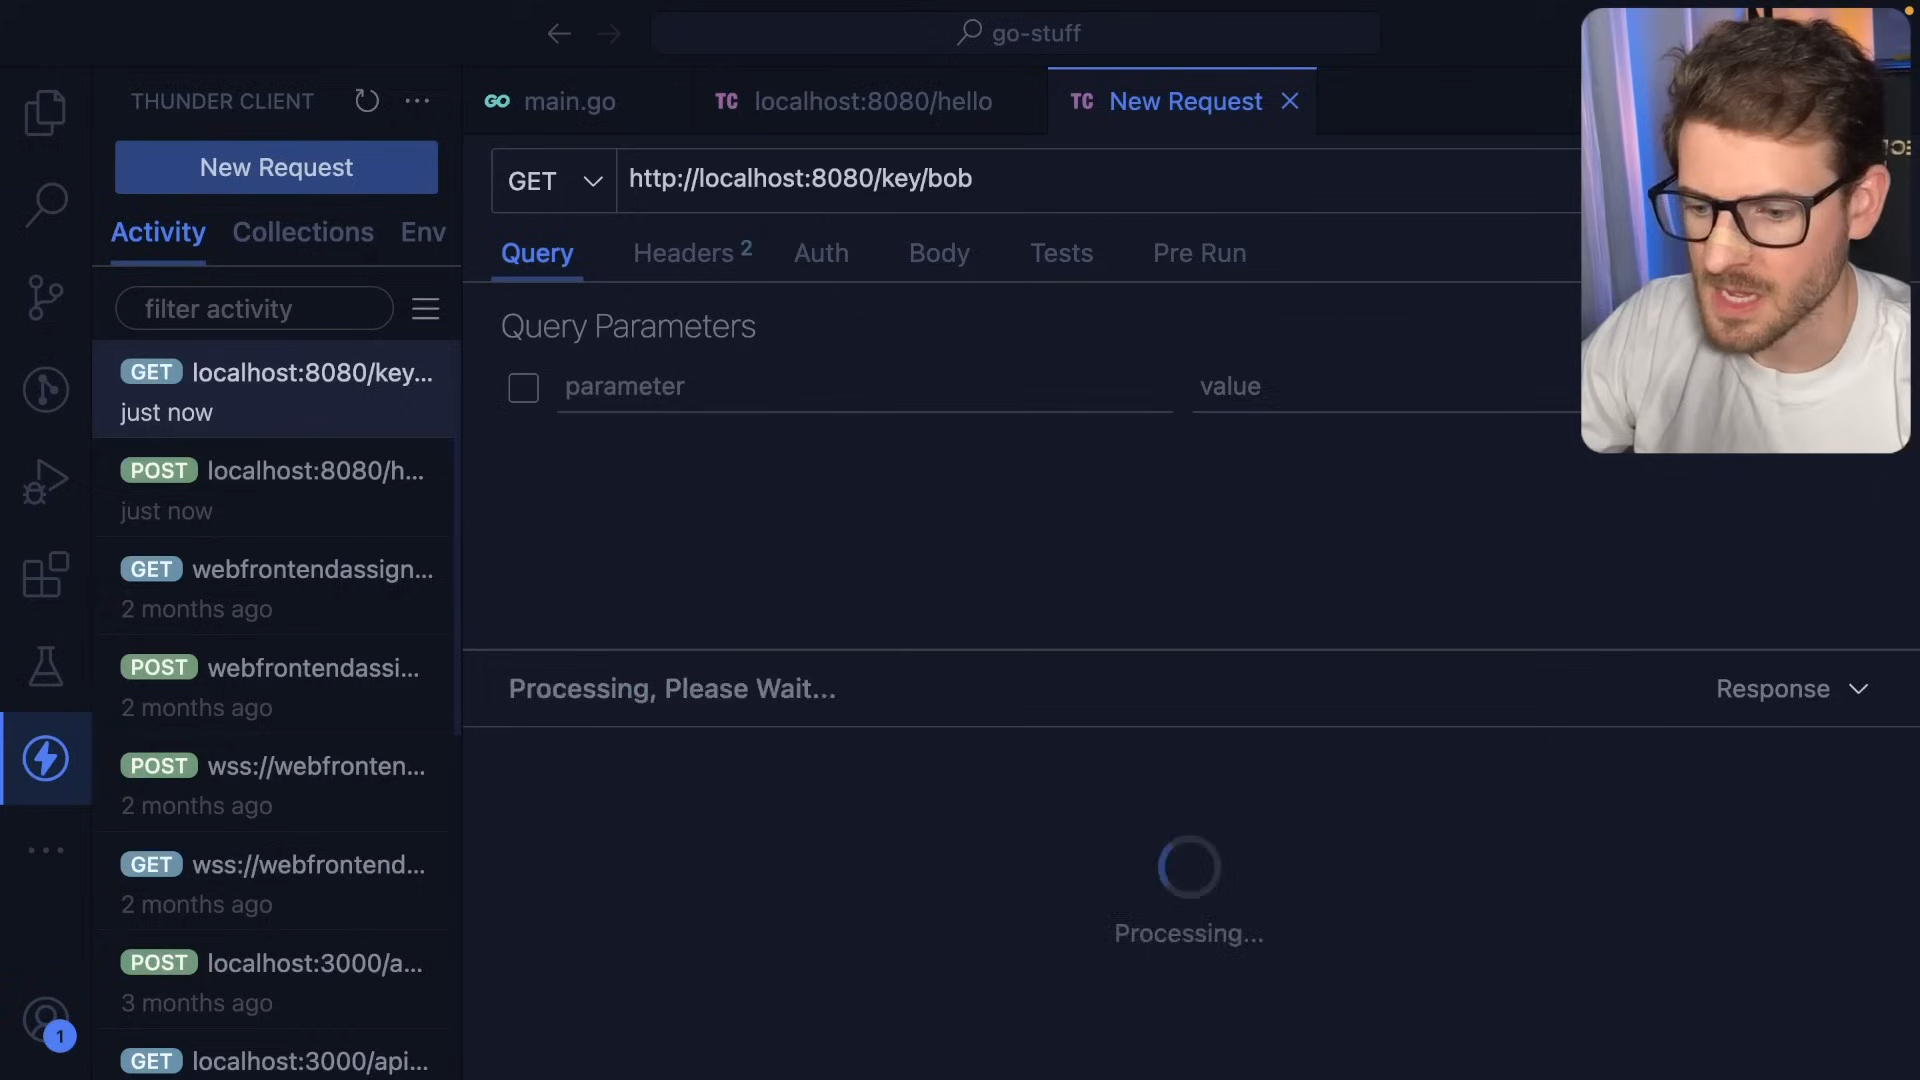 go-stuff
THUNDER CLIENT
GO main.go
TC localhost:8080/hello
TC New Request
New Request
GET
http://localhost:8080/key/bob
Activity
Collections
Env
Query
Headers 2
Auth
Body
Tests
Pre Run
filter activity
Query Parameters
parameter
value
GET localhost:8080/key...
just now
POST localhost:8080/h...
just now
GET webfrontendassign...
2 months ago
POST webfrontendassi...
2 months ago
POST wss://webfronten...
2 months ago
GET wss://webfrontend...
2 months ago
POST localhost:3000/a...
3 months ago
GET localhost:3000/api...
Processing, Please Wait...
Response
Processing...
1